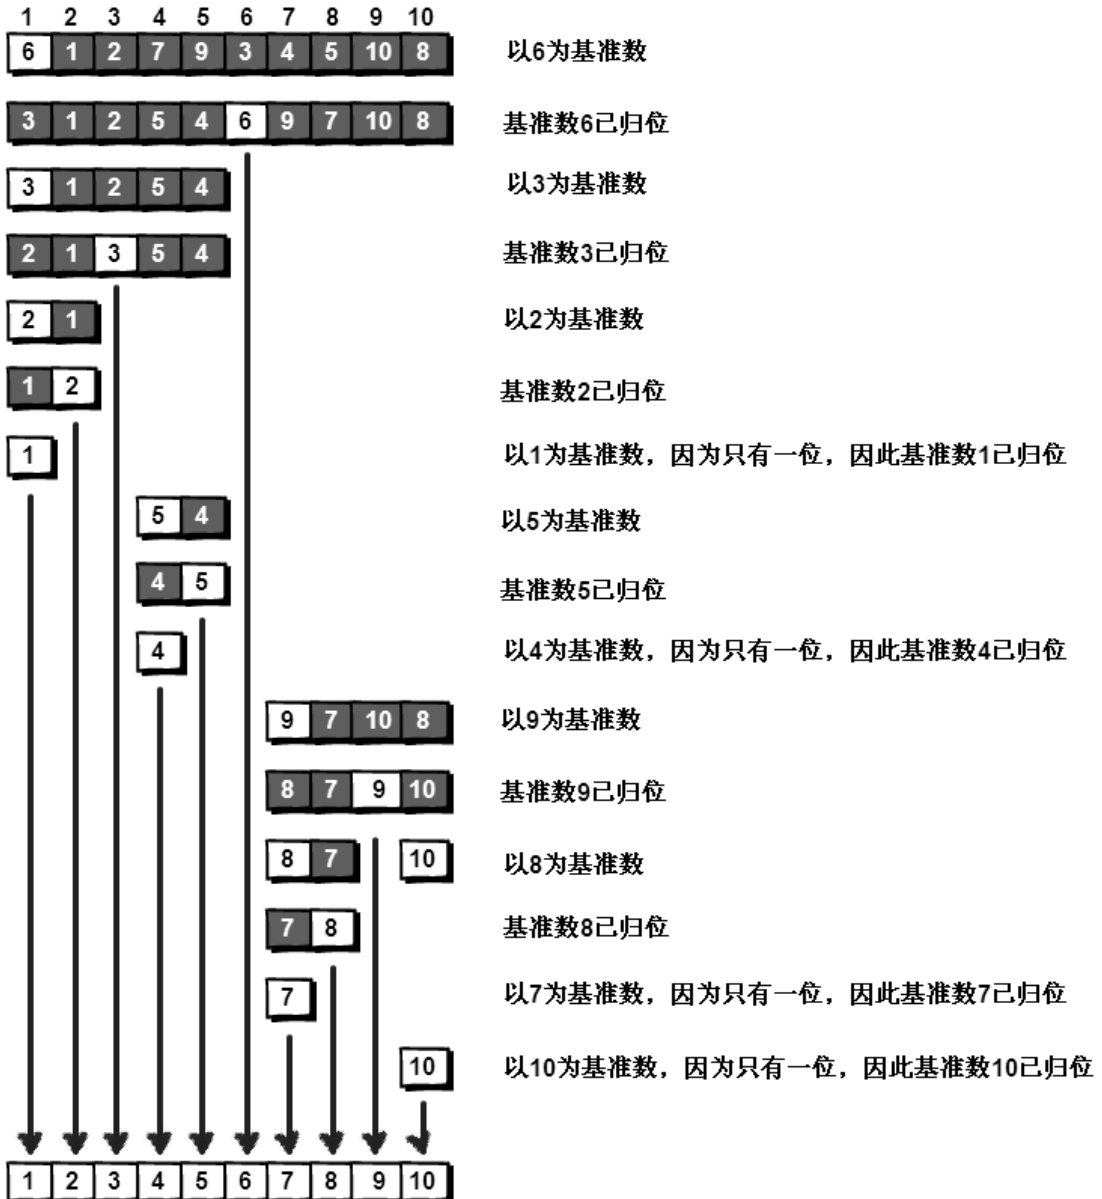 1 2 3 4 5 6 7 8 9 10
6 1 2 7 9 3 4 5 10 8 以6为基准数
3 1 2 5 4 6 9 7 10 8 基准数6已归位
3 1 2 5 4 以3为基准数
2 1 3 5 4 基准数3已归位
2 1 以2为基准数
1 2 基准数2已归位
1 以1为基准数，因为只有一位，因此基准数1已归位
5 4 以5为基准数
4 5 基准数5已归位
4 以4为基准数，因为只有一位，因此基准数4已归位
9 7 10 8 以9为基准数
8 7 9 10 基准数9已归位
8 7 10 以8为基准数
7 8 基准数8已归位
7 以7为基准数，因为只有一位，因此基准数7已归位
10 以10为基准数，因为只有一位，因此基准数10已归位
1 2 3 4 5 6 7 8 9 10